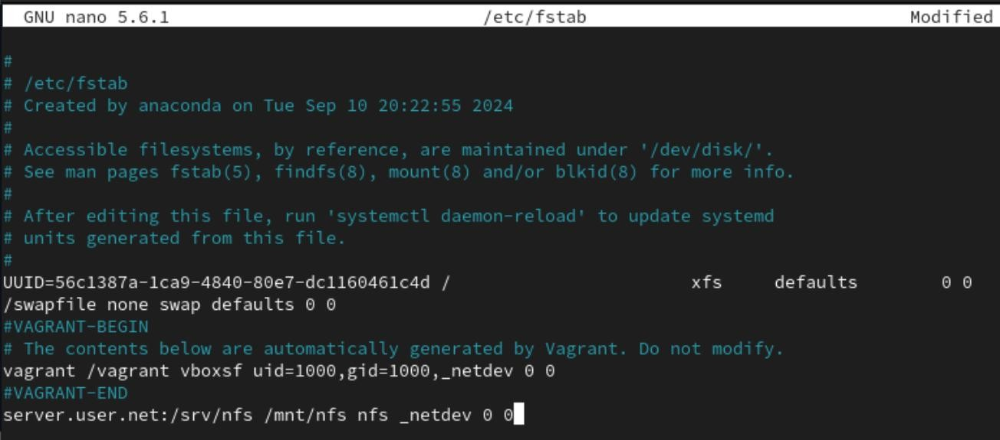 GNU nano 5.6.1 /etc/fstab Modified
#
# /etc/fstab
# Created by anaconda on Tue Sep 10 20:22:55 2024
#
# Accessible filesystems, by reference, are maintained under '/dev/disk/'.
# See man pages fstab(5), findfs(8), mount(8) and/or blkid(8) for more info.
#
# After editing this file, run 'systemctl daemon-reload' to update systemd
# units generated from this file.
#
UUID=56c1387a-1ca9-4840-80e7-dc1160461c4d / xfs defaults 0 0
/swapfile none swap defaults 0 0
#VAGRANT-BEGIN
# The contents below are automatically generated by Vagrant. Do not modify.
vagrant /vagrant vboxsf uid=1000,gid=1000,_netdev 0 0
#VAGRANT-END
server.user.net:/srv/nfs /mnt/nfs nfs _netdev 0 0